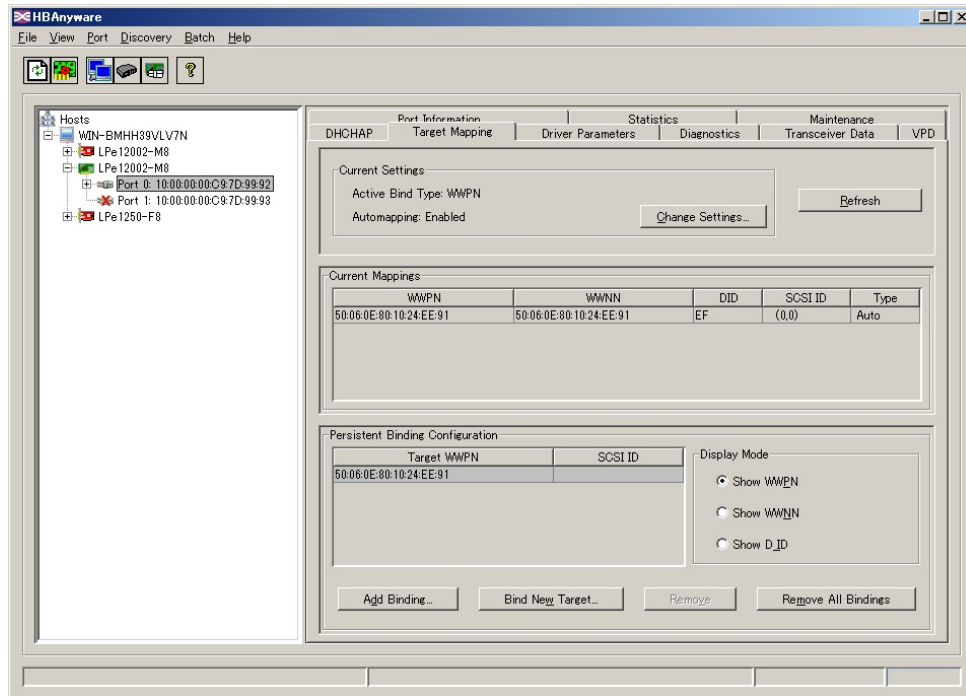 HBAnyware
File View Port Discovery Batch Help
Hosts
WIN-BMHH39VLV7N
LPe12002-M8
LPe12002-M8
Port 0: 10:00:00:00:C9:7D:99:92
Port 1: 10:00:00:00:C9:7D:99:93
LPe1250-F8
Port Information Statistics Maintenance
DHCHAP Target Mapping Driver Parameters Diagnostics Transceiver Data VPD
Current Settings
Active Bind Type: WWPN
Automapping: Enabled
Change Settings...
Refresh
Current Mappings
WWPN WWNN DID SCSI ID Type
50:06:0E:80:10:24:EE:91 50:06:0E:80:10:24:EE:91 EF (0,0) Auto
Persistent Binding Configuration
Target WWPN SCSI ID
50:06:0E:80:10:24:EE:91
Display Mode
Show WWPN
Show WWNN
Show D_ID
Add Binding...
Bind New Target...
Remove
Remove All Bindings